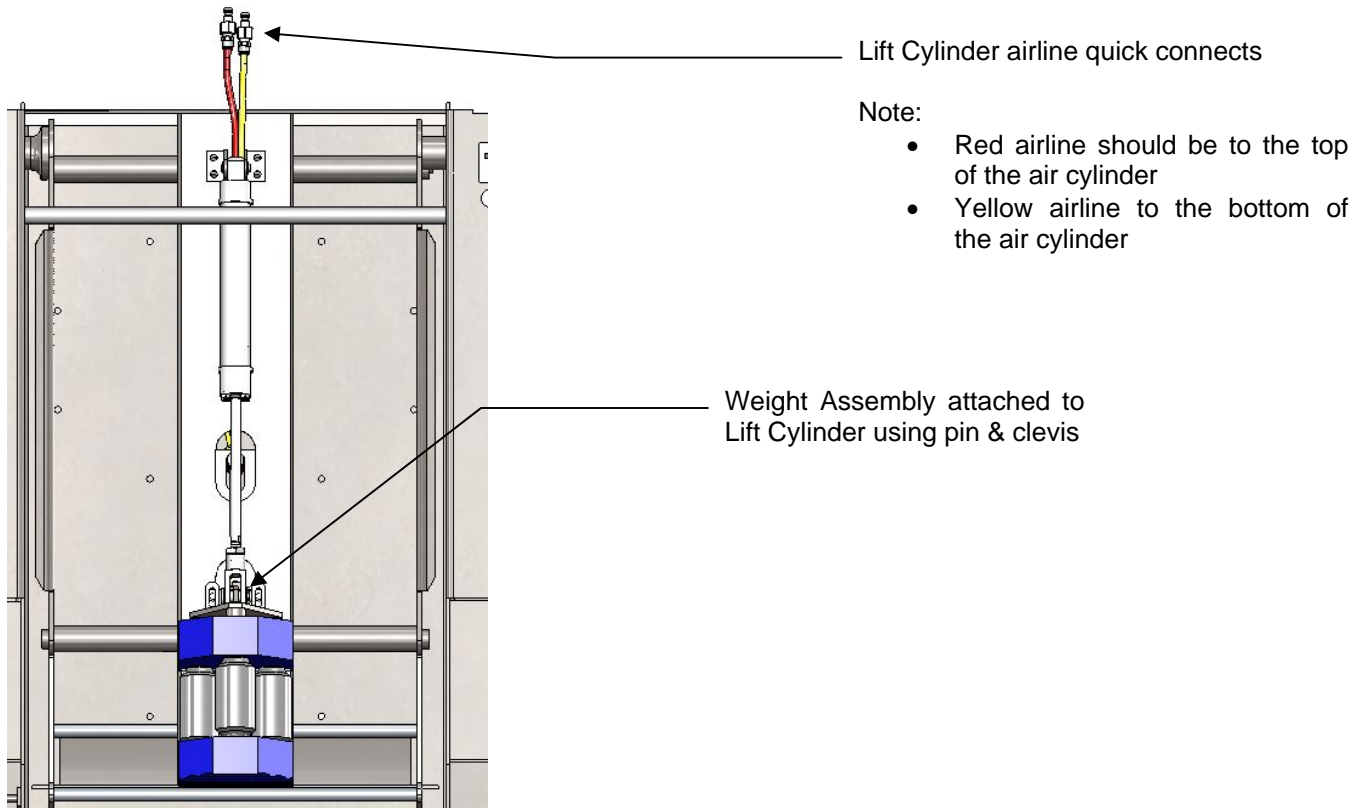 Lift Cylinder airline quick connects
Note:
• Red airline should be to the top
of the air cylinder
• Yellow airline to the bottom of
the air cylinder
Weight Assembly attached to
Lift Cylinder using pin & clevis